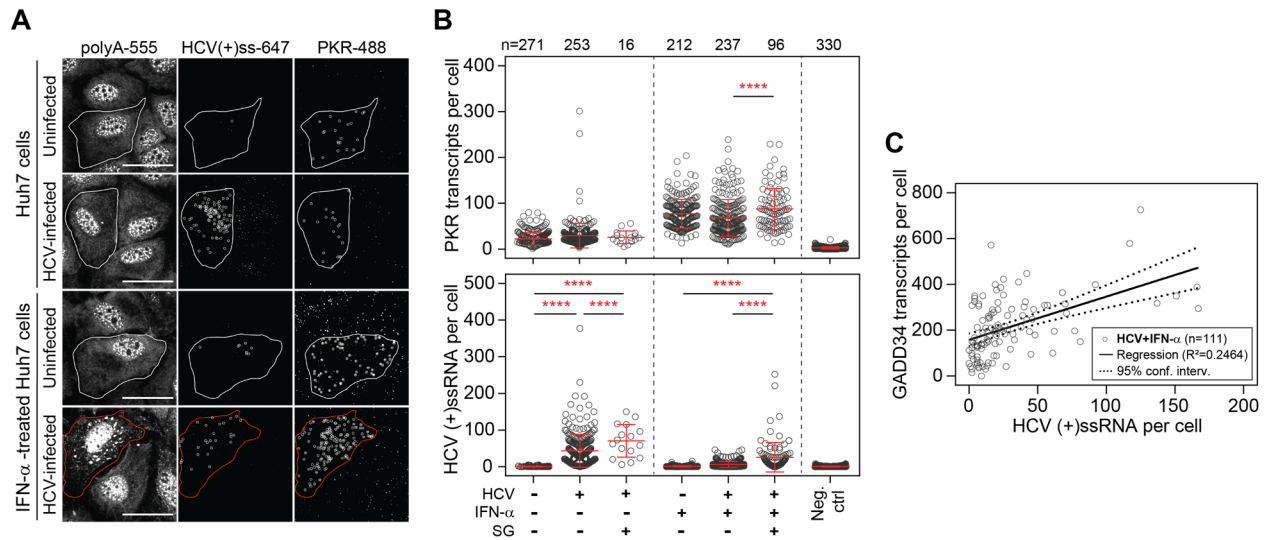 A
polyA-555 HCV(+)ss-647 PKR-488
Huh7 cells
Uninfected
HCV-infected
IFN-α-treated Huh7 cells
Uninfected
HCV-infected
B
n=271 253 16 212 237 96 330
PKR transcripts per cell
400
300
200
100
0
****
HCV (+)ssRNA per cell
500
400
300
200
100
0
**** ****
**** **** ****
HCV - + + - + +
IFN-α - - - + + +
SG - - + - - +
Neg. ctrl
C
GADD34 transcripts per cell
800
600
400
200
0
HCV+IFN-α (n=111)
Regression (R²=0.2464)
95% conf. interv.
0 50 100 150 200
HCV (+)ssRNA per cell